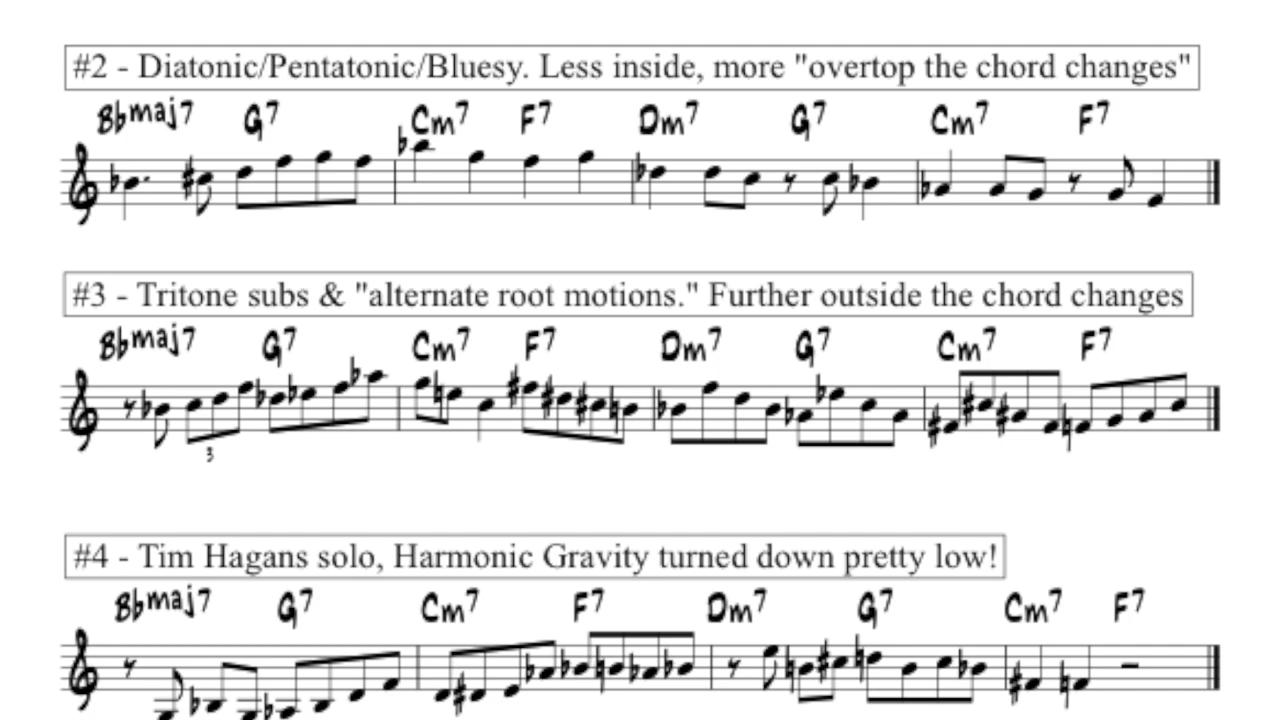 #2 - Diatonic/Pentatonic/Bluesy. Less inside, more "overtop the chord changes"
B♭maj7 G7 Cm7 F7 Dm7 G7 Cm7 F7
#3 - Tritone subs & "alternate root motions." Further outside the chord changes
B♭maj7 G7 Cm7 F7 Dm7 G7 Cm7 F7
3
#4 - Tim Hagans solo, Harmonic Gravity turned down pretty low!
B♭maj7 G7 Cm7 F7 Dm7 G7 Cm7 F7